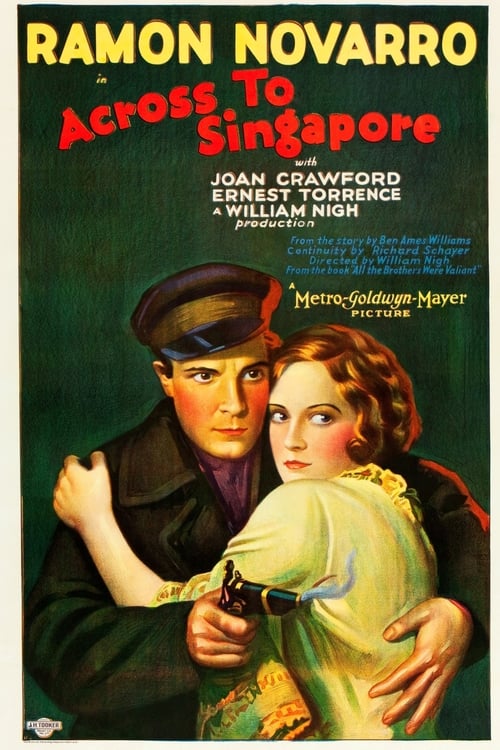 RAMON NOVARRO
in
Across To
Singapore
with
JOAN CRAWFORD
ERNEST TORRENCE
A WILLIAM NIGH
production
From the story by Ben Ames Williams
Continuity by Richard Schayer
Directed by William Nigh
From the book "All the Brothers Were Valiant"
A
Metro-Goldwyn-Mayer
PICTURE
J.H. TOOKER